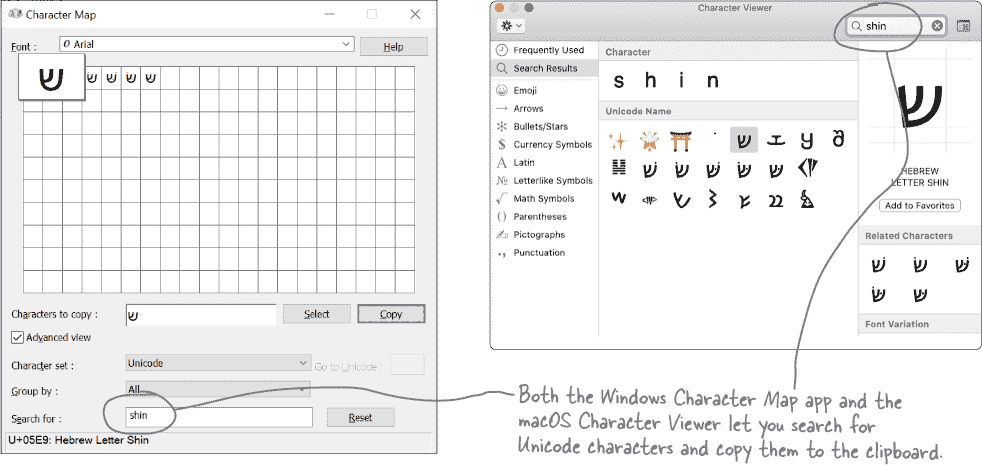 Character Map
Font :
O Arial
Help
ש
שׁ שׂ שּׁ שּׂ
Characters to copy :
ש
Select
Copy
Advanced view
Character set :
Unicode
Go to Unicode :
Group by :
All
Search for :
shin
Reset
U+05E9: Hebrew Letter Shin
Character Viewer
shin
Frequently Used
Search Results
Emoji
Arrows
Bullets/Stars
$ Currency Symbols
A Latin
№ Letterlike Symbols
√ Math Symbols
( ) Parentheses
Pictographs
Punctuation
Character
s h i n
Unicode Name
ש
ש
HEBREW
LETTER SHIN
Add to Favorites
Related Characters
Font Variation
Both the Windows Character Map app and the
macOS Character Viewer let you search for
Unicode characters and copy them to the clipboard.